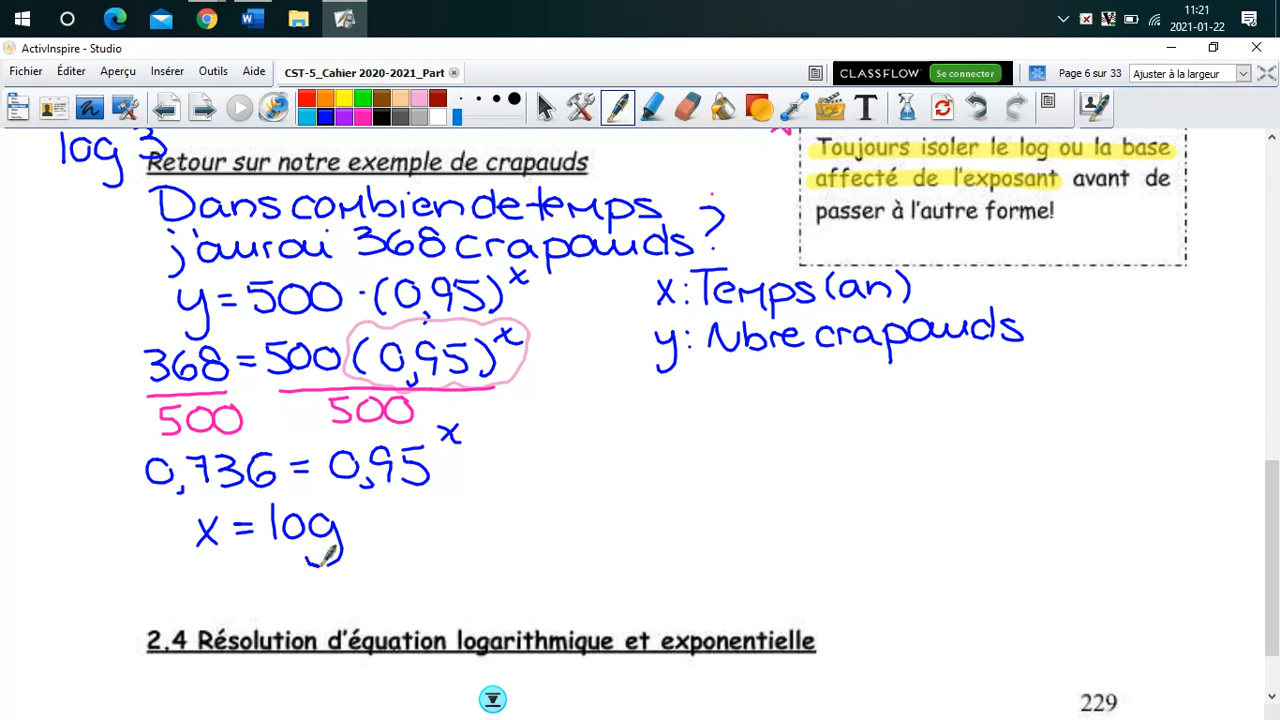 11:21
2021-01-22
ActivInspire - Studio
Fichier Éditer Aperçu Insérer Outils Aide
CST-5_Cahier 2020-2021_Part
CLASSFLOW Se connecter
Page 6 sur 33
Ajuster à la largeur
log 3
Retour sur notre exemple de crapauds
Toujours isoler le log ou la base
affecté de l'exposant avant de
passer à l'autre forme!
Dans combien de temps
j'aurai 368 crapauds ?
y = 500 · (0,95)^x
x : Temps (an)
y : Nbre crapauds
368 = 500 (0,95)^x
500 500
0,736 = 0,95^x
x = log
2.4 Résolution d'équation logarithmique et exponentielle
229